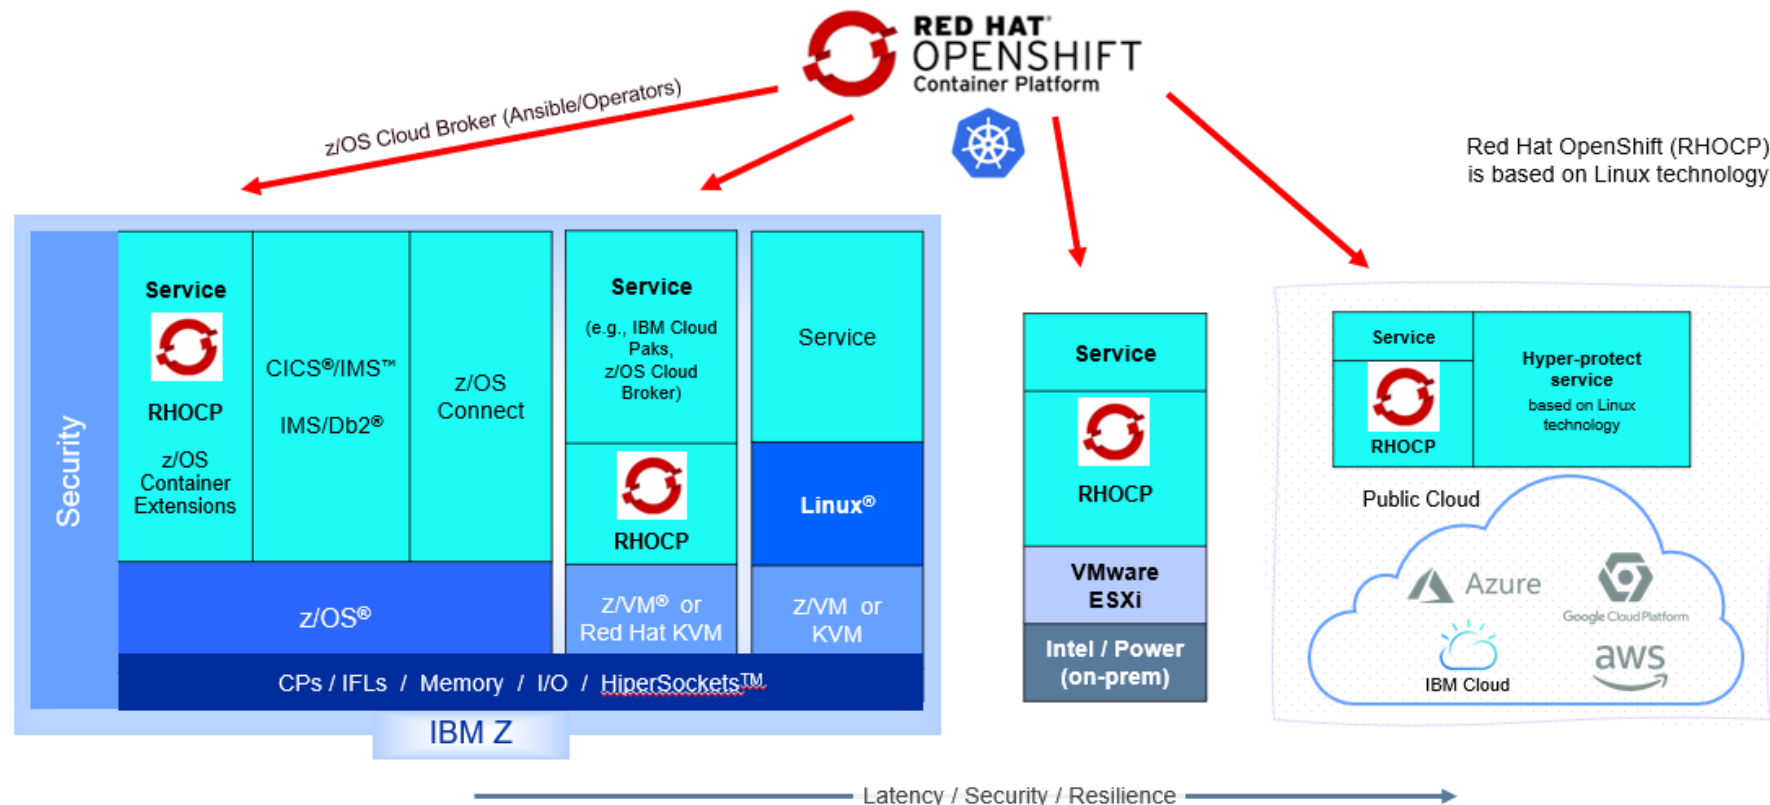 RED HAT®
OPENSHIFT
Container Platform
z/OS Cloud Broker (Ansible/Operators)
Red Hat OpenShift (RHOCP)
is based on Linux technology
Security
Service
RHOCP
z/OS
Container
Extensions
CICS®/IMS™
IMS/Db2®
z/OS
Connect
z/OS®
Service
(e.g., IBM Cloud
Paks,
z/OS Cloud
Broker)
RHOCP
z/VM® or
Red Hat KVM
Service
Linux®
z/VM or
KVM
CPs / IFLs / Memory / I/O / HiperSockets™
IBM Z
Service
RHOCP
VMware
ESXi
Intel / Power
(on-prem)
Service
RHOCP
Hyper-protect
service
based on Linux
technology
Public Cloud
Azure
Google Cloud Platform
IBM Cloud
aws
Latency / Security / Resilience